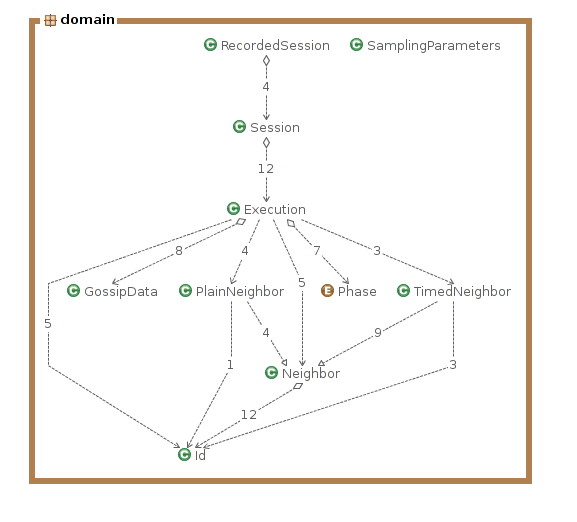 domain
C RecordedSession C SamplingParameters
4
C Session
12
C Execution
8 4 7 3
5
C GossipData C PlainNeighbor E Phase C TimedNeighbor
5 4 9
1 3
C Neighbor
12
C Id